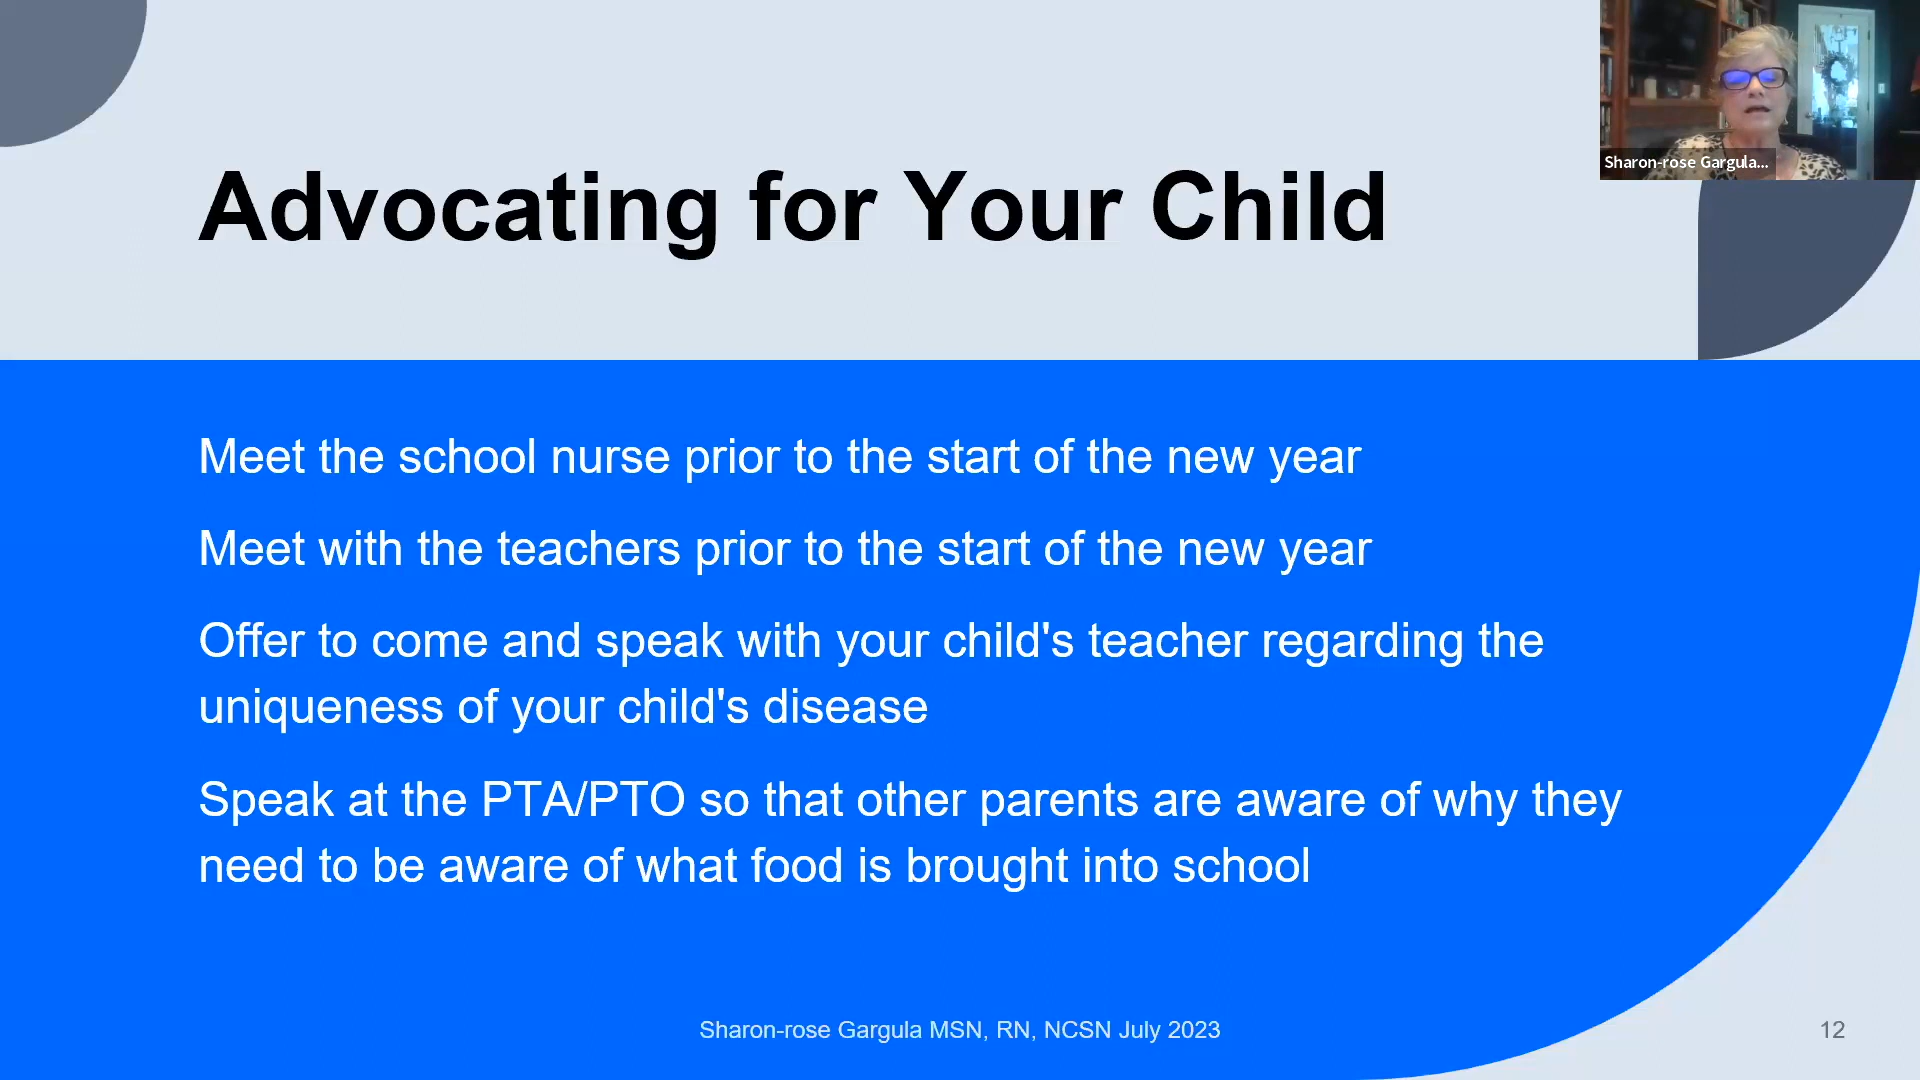 Sharon-rose Gargula...
Advocating for Your Child
Meet the school nurse prior to the start of the new year
Meet with the teachers prior to the start of the new year
Offer to come and speak with your child's teacher regarding the
uniqueness of your child's disease
Speak at the PTA/PTO so that other parents are aware of why they
need to be aware of what food is brought into school
Sharon-rose Gargula MSN, RN, NCSN July 2023
12